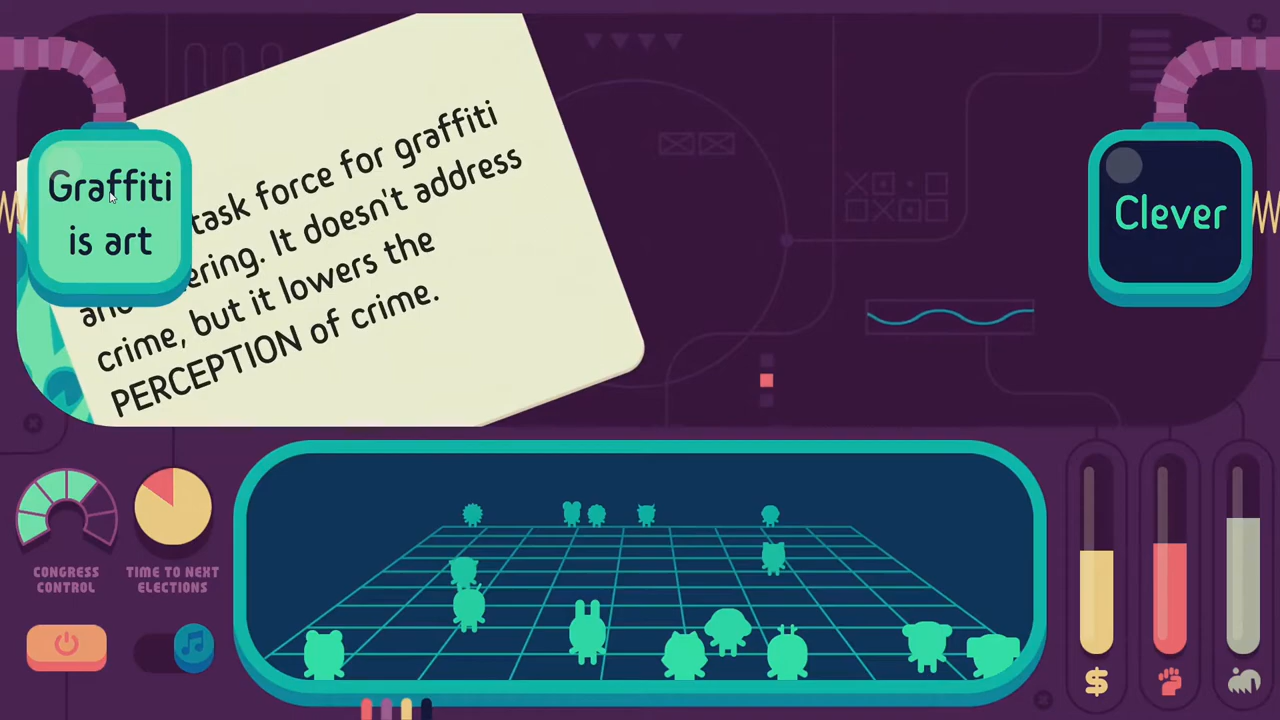 Graffiti
is art
task force for graffiti
ering. It doesn't address
crime, but it lowers the
PERCEPTION of crime.
Clever
CONGRESS
CONTROL
TIME TO NEXT
ELECTIONS
$